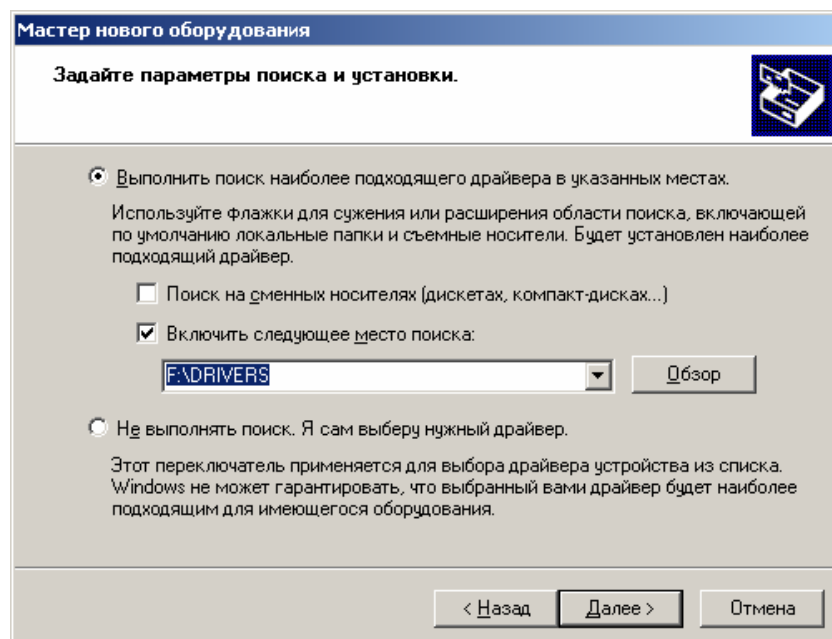 Мастер нового оборудования
Задайте параметры поиска и установки.
Выполнить поиск наиболее подходящего драйвера в указанных местах.
Используйте флажки для сужения или расширения области поиска, включающей
по умолчанию локальные папки и съемные носители. Будет установлен наиболее
подходящий драйвер.
Поиск на сменных носителях (дискетах, компакт-дисках...)
Включить следующее место поиска:
F:\DRIVERS
Обзор
Не выполнять поиск. Я сам выберу нужный драйвер.
Этот переключатель применяется для выбора драйвера устройства из списка.
Windows не может гарантировать, что выбранный вами драйвер будет наиболее
подходящим для имеющегося оборудования.
< Назад Далее > Отмена